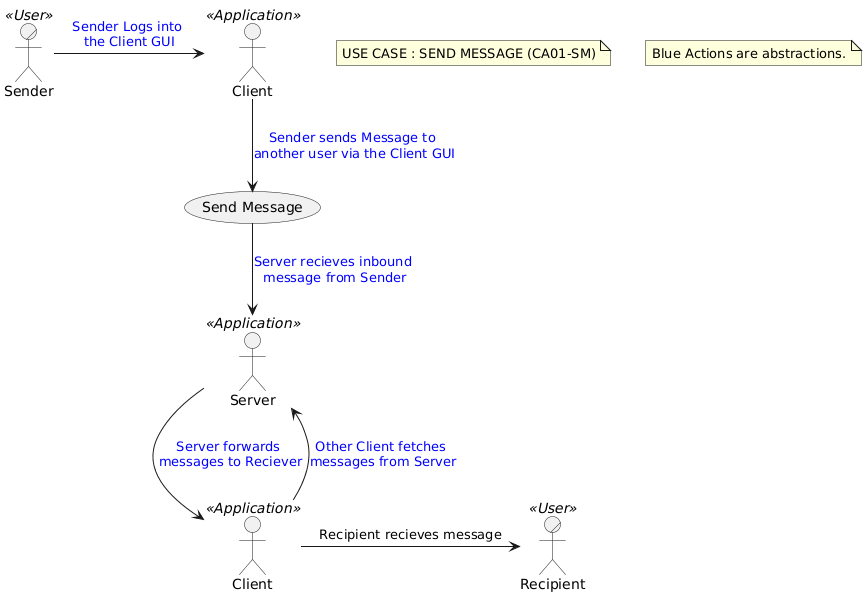 «User»
Sender
Sender Logs into
the Client GUI
«Application»
Client
USE CASE : SEND MESSAGE (CA01-SM)
Blue Actions are abstractions.
Sender sends Message to
another user via the Client GUI
Send Message
Server recieves inbound
message from Sender
«Application»
Server
Server forwards
messages to Reciever
Other Client fetches
messages from Server
«Application»
Client
Recipient recieves message
«User»
Recipient